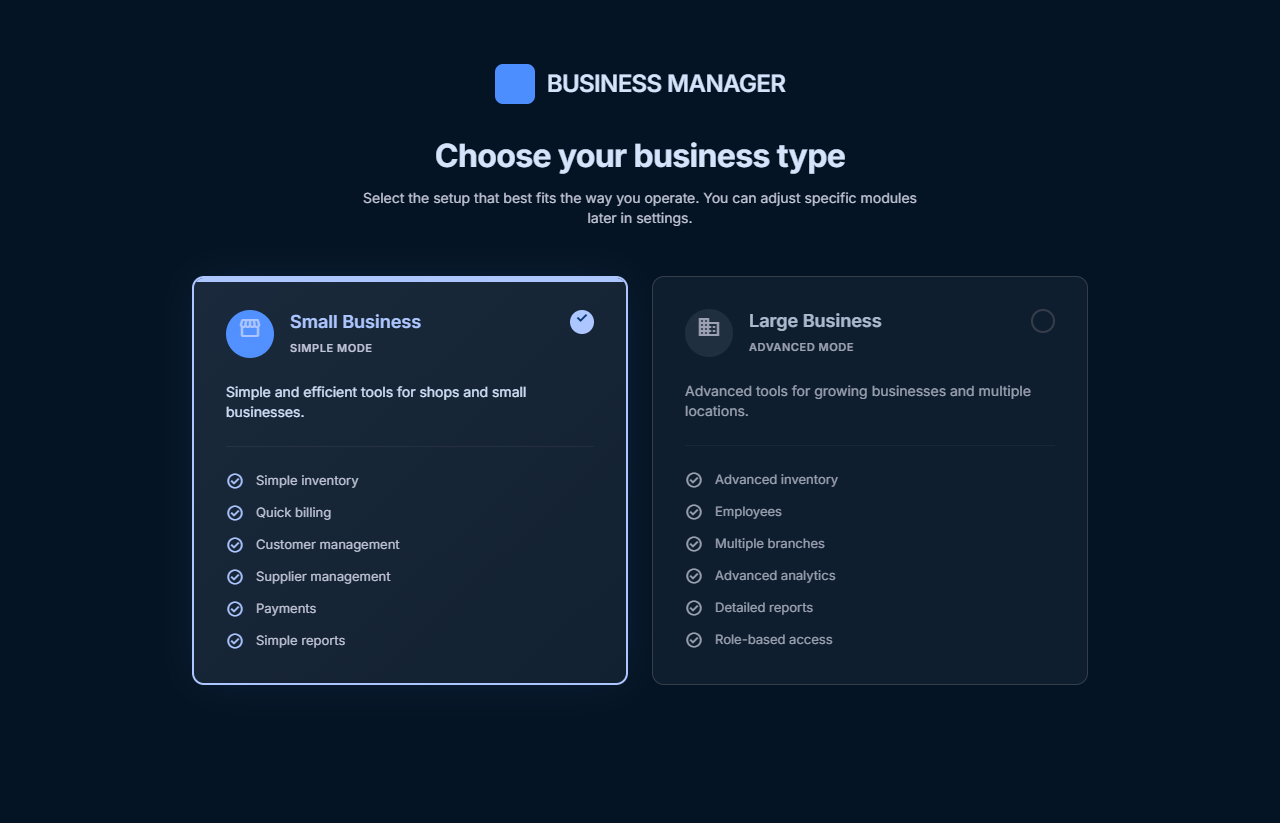 BUSINESS MANAGER
Choose your business type
Select the setup that best fits the way you operate. You can adjust specific modules
later in settings.
Small Business
SIMPLE MODE
Simple and efficient tools for shops and small
businesses.
Simple inventory
Quick billing
Customer management
Supplier management
Payments
Simple reports
Large Business
ADVANCED MODE
Advanced tools for growing businesses and multiple
locations.
Advanced inventory
Employees
Multiple branches
Advanced analytics
Detailed reports
Role-based access